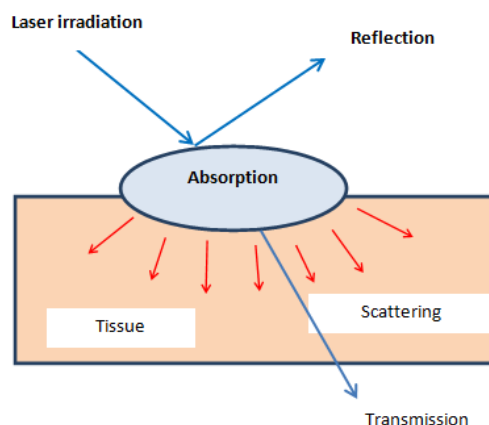 Laser irradiation
Reflection
Absorption
Scattering
Tissue
Transmission